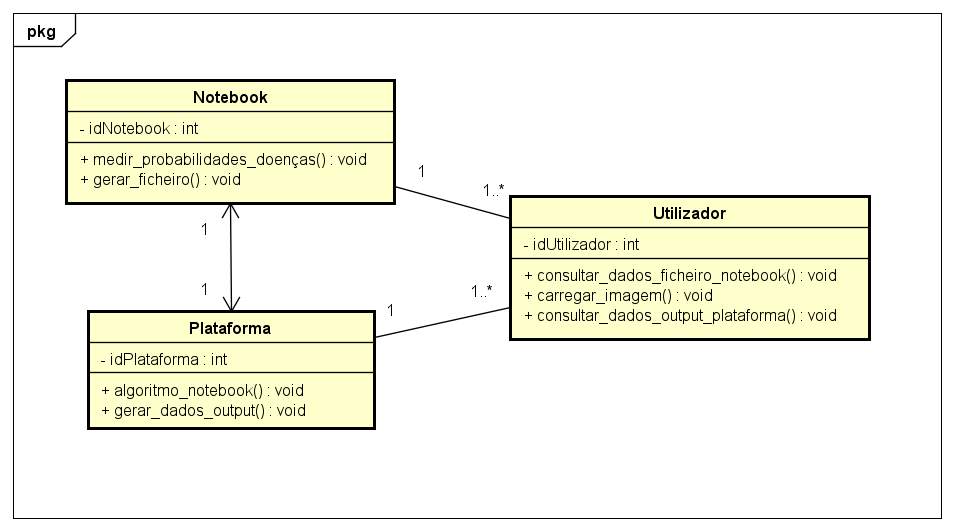 pkg
Notebook
- idNotebook : int
+ medir_probabilidades_doenças() : void
+ gerar_ficheiro() : void
1
1..*
Utilizador
- idUtilizador : int
+ consultar_dados_ficheiro_notebook() : void
+ carregar_imagem() : void
+ consultar_dados_output_plataforma() : void
1
1
1
1..*
Plataforma
- idPlataforma : int
+ algoritmo_notebook() : void
+ gerar_dados_output() : void